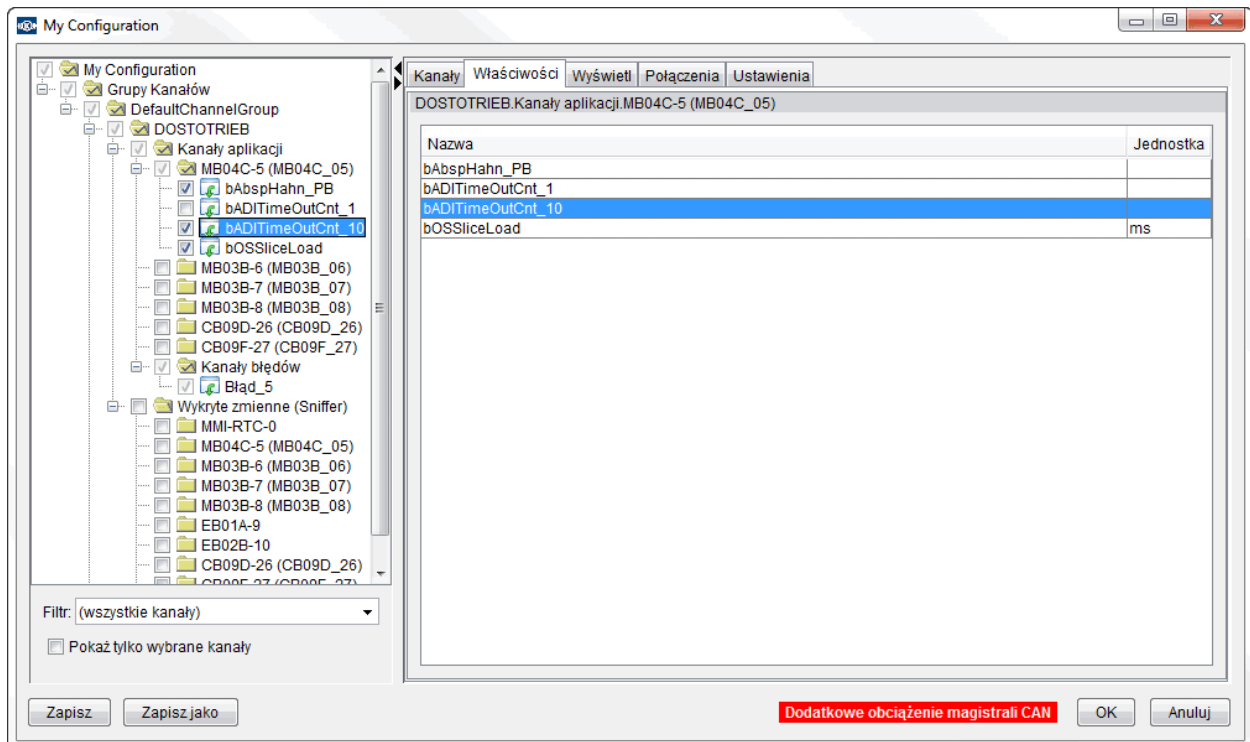 My Configuration
My Configuration
Grupy Kanałów
DefaultChannelGroup
DOSTOTRIEB
Kanały aplikacji
MB04C-5 (MB04C_05)
bAbspHahn_PB
bADITimeOutCnt_1
bADITimeOutCnt_10
bOSSliceLoad
MB03B-6 (MB03B_06)
MB03B-7 (MB03B_07)
MB03B-8 (MB03B_08)
CB09D-26 (CB09D_26)
CB09F-27 (CB09F_27)
Kanały błędów
Błąd_5
Wykryte zmienne (Sniffer)
MMI-RTC-0
MB04C-5 (MB04C_05)
MB03B-6 (MB03B_06)
MB03B-7 (MB03B_07)
MB03B-8 (MB03B_08)
EB01A-9
EB02B-10
CB09D-26 (CB09D_26)
CB09F-27 (CB09F_27)
Filtr: (wszystkie kanały)
Pokaż tylko wybrane kanały
Kanały Właściwości Wyświetl Połączenia Ustawienia
DOSTOTRIEB.Kanały aplikacji.MB04C-5 (MB04C_05)
Nazwa Jednostka
bAbspHahn_PB
bADITimeOutCnt_1
bADITimeOutCnt_10
bOSSliceLoad ms
Zapisz Zapisz jako Dodatkowe obciążenie magistrali CAN OK Anuluj